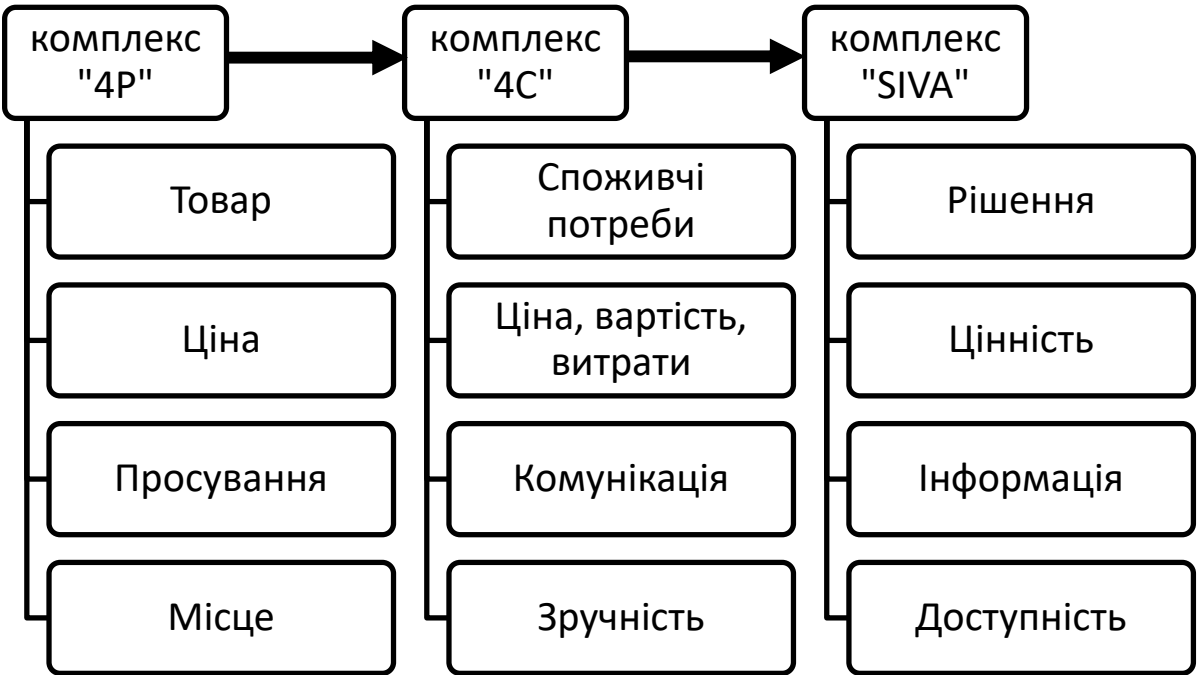 комплекс
"4P"
комплекс
"4C"
комплекс
"SIVA"
Товар
Ціна
Просування
Місце
Споживчі
потреби
Ціна, вартість,
витрати
Комунікація
Зручність
Рішення
Цінність
Інформація
Доступність